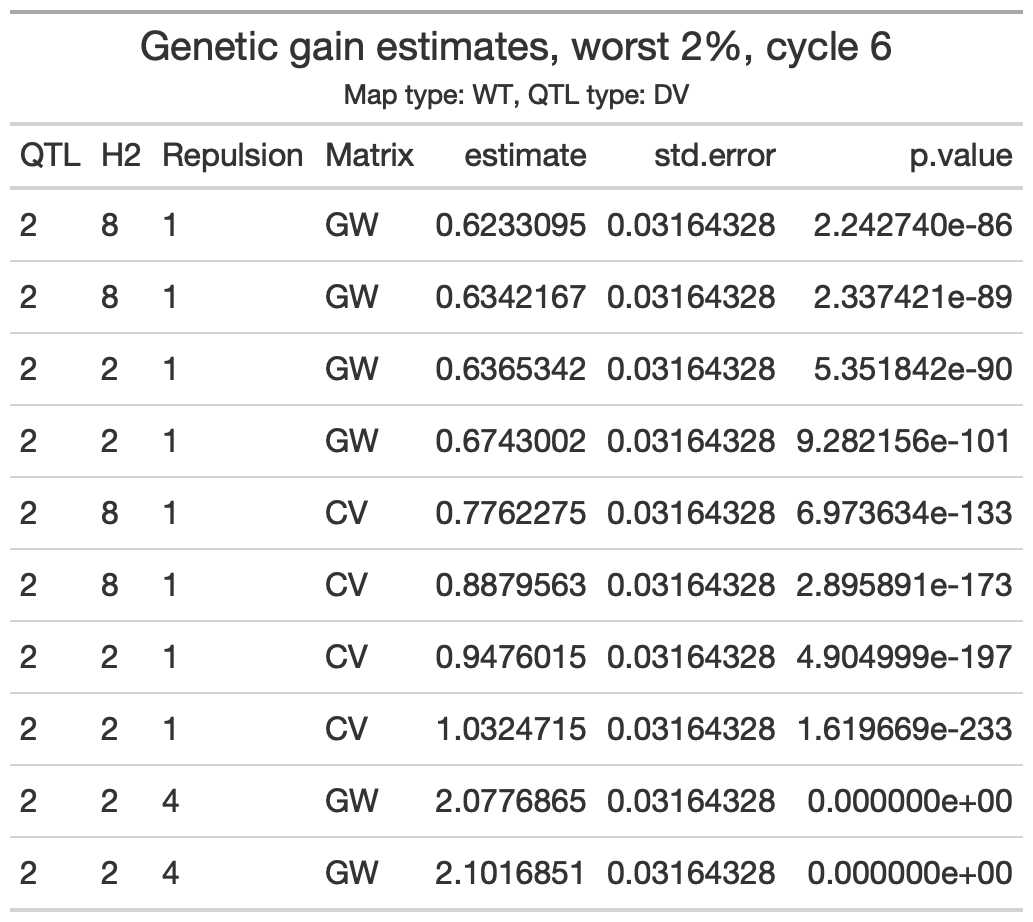 Genetic gain estimates, worst 2%, cycle 6
Map type: WT, QTL type: DV
QTL H2 Repulsion Matrix estimate std.error p.value
2 8 1 GW 0.6233095 0.03164328 2.242740e-86
2 8 1 GW 0.6342167 0.03164328 2.337421e-89
2 2 1 GW 0.6365342 0.03164328 5.351842e-90
2 2 1 GW 0.6743002 0.03164328 9.282156e-101
2 8 1 CV 0.7762275 0.03164328 6.973634e-133
2 8 1 CV 0.8879563 0.03164328 2.895891e-173
2 2 1 CV 0.9476015 0.03164328 4.904999e-197
2 2 1 CV 1.0324715 0.03164328 1.619669e-233
2 2 4 GW 2.0776865 0.03164328 0.000000e+00
2 2 4 GW 2.1016851 0.03164328 0.000000e+00